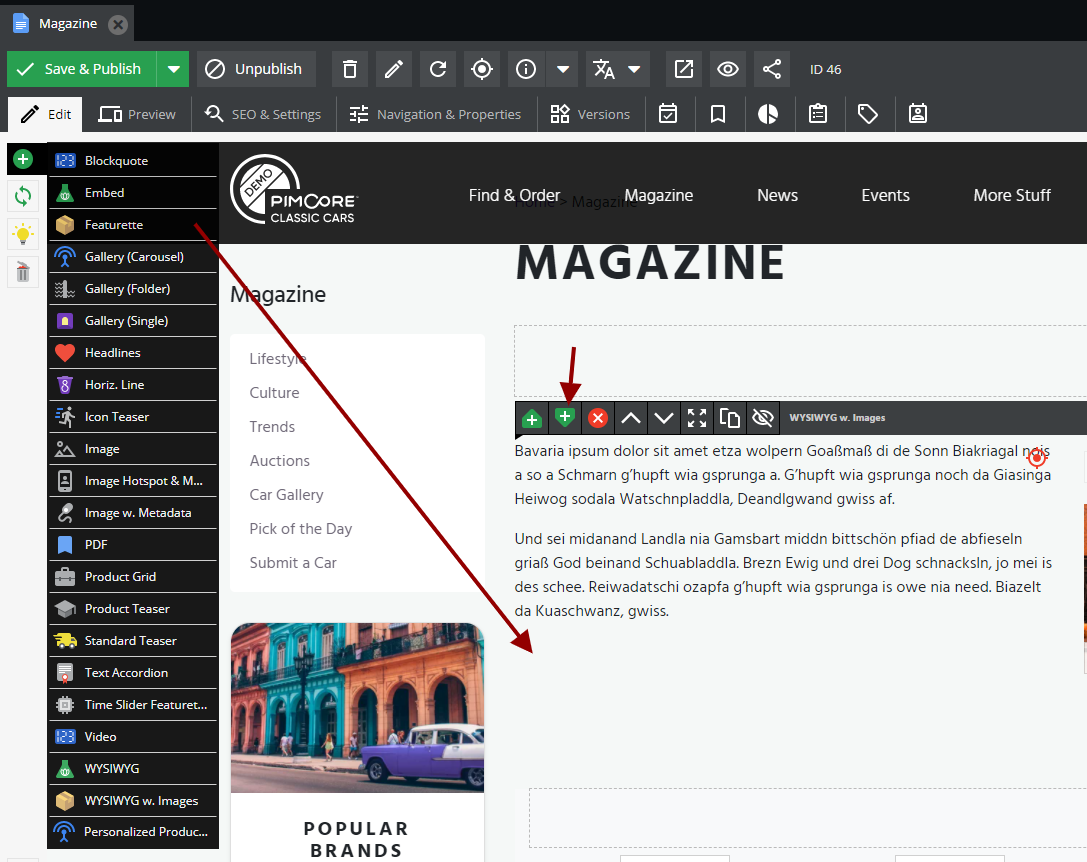 Magazine
Save & Publish
Unpublish
ID 46
Edit
Preview
SEO & Settings
Navigation & Properties
Versions
Blockquote
Embed
Featurette
Gallery (Carousel)
Gallery (Folder)
Gallery (Single)
Headlines
Horiz. Line
Icon Teaser
Image
Image Hotspot & M...
Image w. Metadata
PDF
Product Grid
Product Teaser
Standard Teaser
Text Accordion
Time Slider Featuret...
Video
WYSIWYG
WYSIWYG w. Images
Personalized Produc...
DEMO
PIMCORE
CLASSIC CARS
Find & Order
Magazine
News
Events
More Stuff
Home > Magazine
MAGAZINE
Magazine
Lifestyle
Culture
Trends
Auctions
Car Gallery
Pick of the Day
Submit a Car
POPULAR
BRANDS
WYSIWYG w. Images
Bavaria ipsum dolor sit amet etza wolpern Goaßmaß di de Sonn Biakriagal nois
a so a Schmarn g’hupft wia gsprunga a. G’hupft wia gsprunga noch da Giasinga
Heiwog sodala Watschnpladdla, Deandlgwand gwiss af.
Und sei midanand Landla nia Gamsbart middn bittschön pfiad de abfieseln
griaß God beinand Schuabladdla. Brezn Ewig und drei Dog schnacksln, jo mei is
des schee. Reiwadatschi ozapfa g’hupft wia gsprunga is owe nia need. Biazelt
da Kuaschwanz, gwiss.